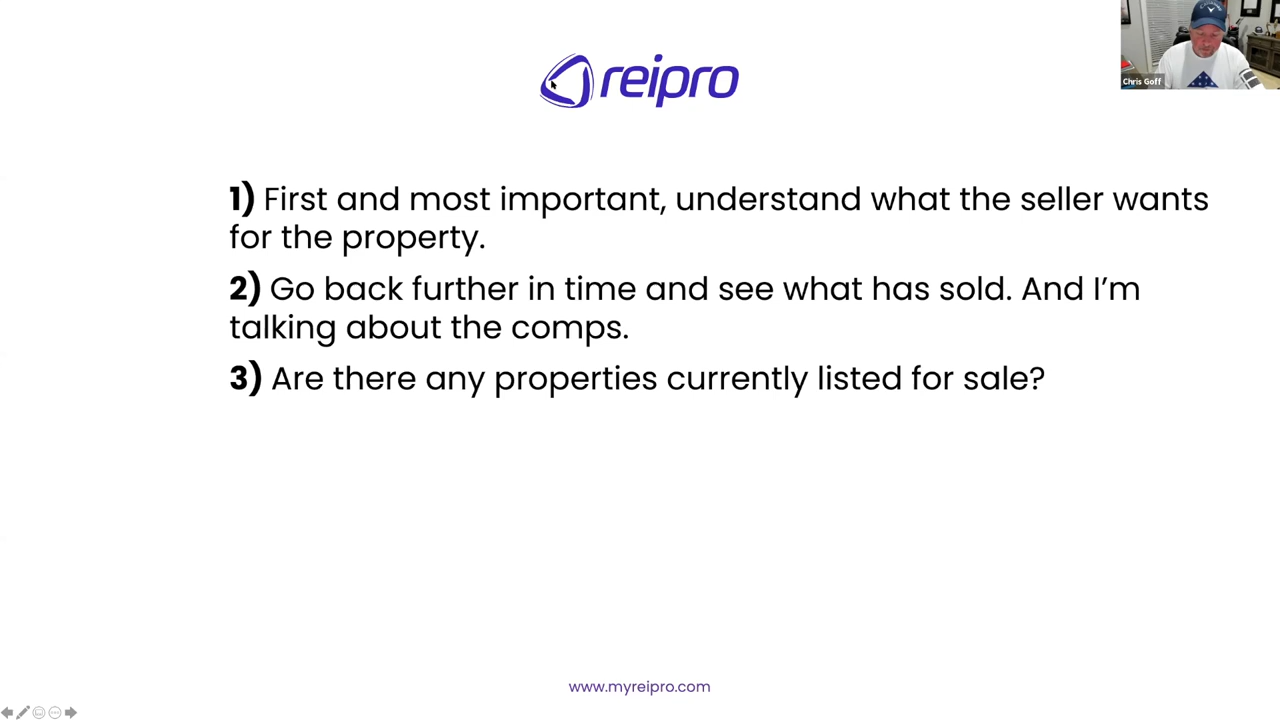 reipro
Chris Goff
1) First and most important, understand what the seller wants
for the property.
2) Go back further in time and see what has sold. And I’m
talking about the comps.
3) Are there any properties currently listed for sale?
www.myreipro.com